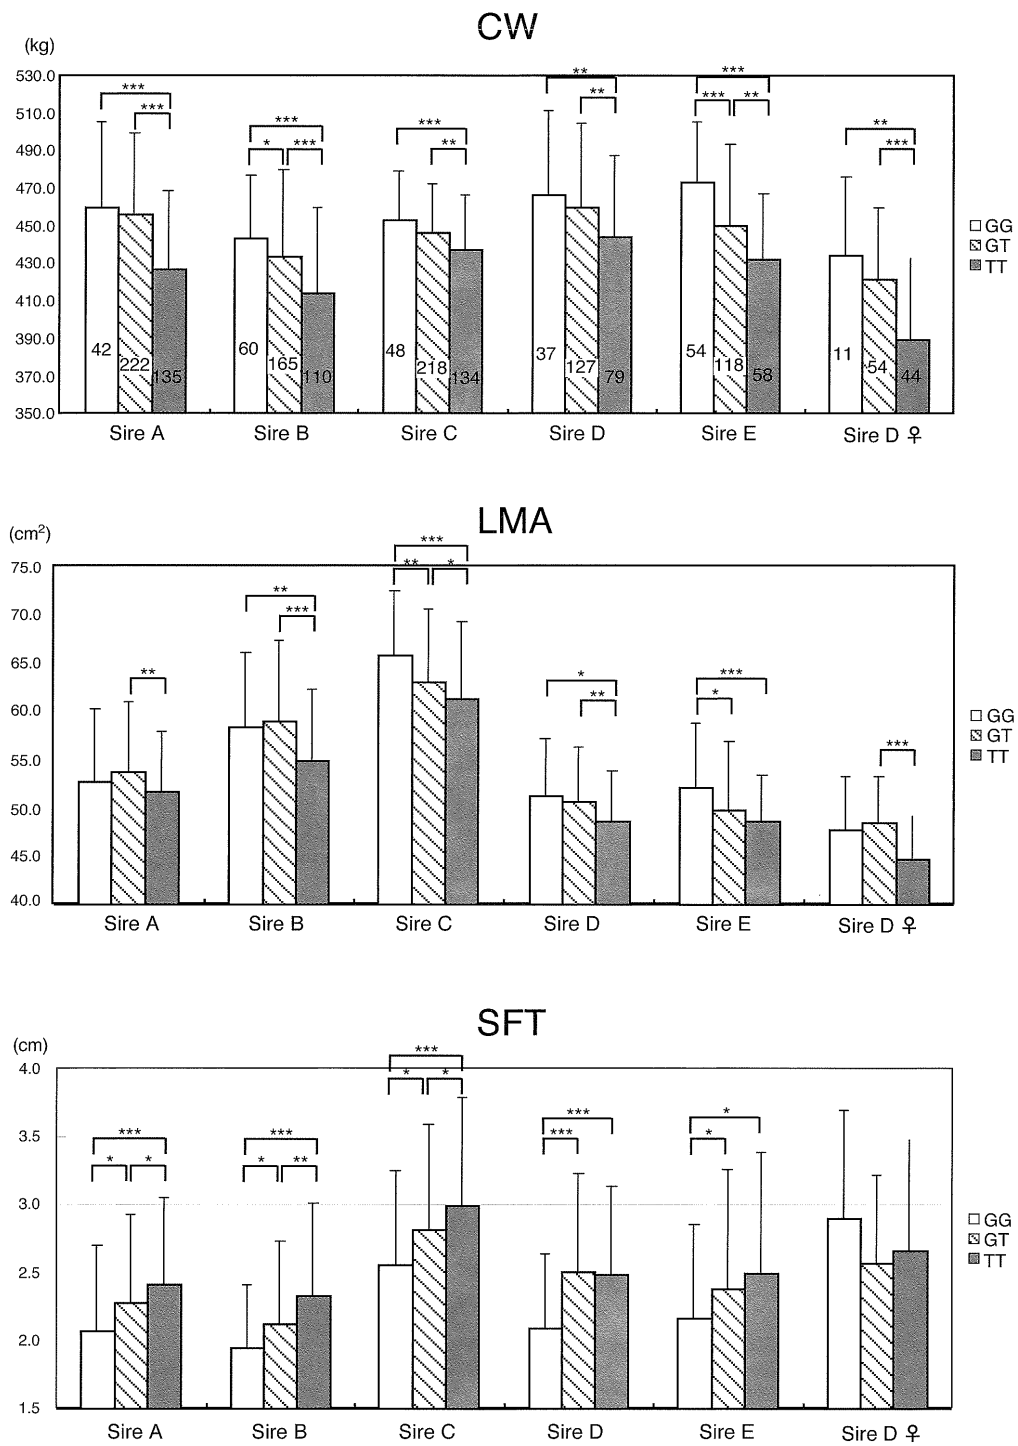 CW
(kg)
530.0
*** ** ***
510.0
*** *** ** *** ** *** **
490.0
* *** ** ***
470.0
450.0
GG
430.0
GT
TT
410.0
390.0
42 60 48 37 54 11
370.0
222 135 165 110 218 134 127 79 118 58 54 44
350.0
Sire A Sire B Sire C Sire D Sire E Sire D ♀
LMA
(cm2)
***
75.0
** *
** ***
70.0
65.0
** * ***
** *
60.0
GG
GT
55.0
***
TT
50.0
45.0
40.0
Sire A Sire B Sire C Sire D Sire E Sire D ♀
SFT
(cm)
***
4.0
* *
*** *** *** *
3.5
* * * ** *** *
3.0
GG
GT
TT
2.5
2.0
1.5
Sire A Sire B Sire C Sire D Sire E Sire D ♀